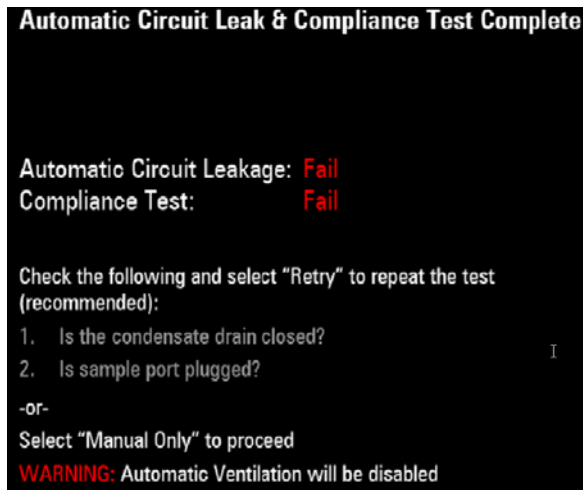 Automatic Circuit Leak & Compliance Test Complete
Automatic Circuit Leakage: Fail
Compliance Test: Fail
Check the following and select “Retry” to repeat the test
(recommended):
1. Is the condensate drain closed?
2. Is sample port plugged?
-or-
Select “Manual Only” to proceed
WARNING: Automatic Ventilation will be disabled